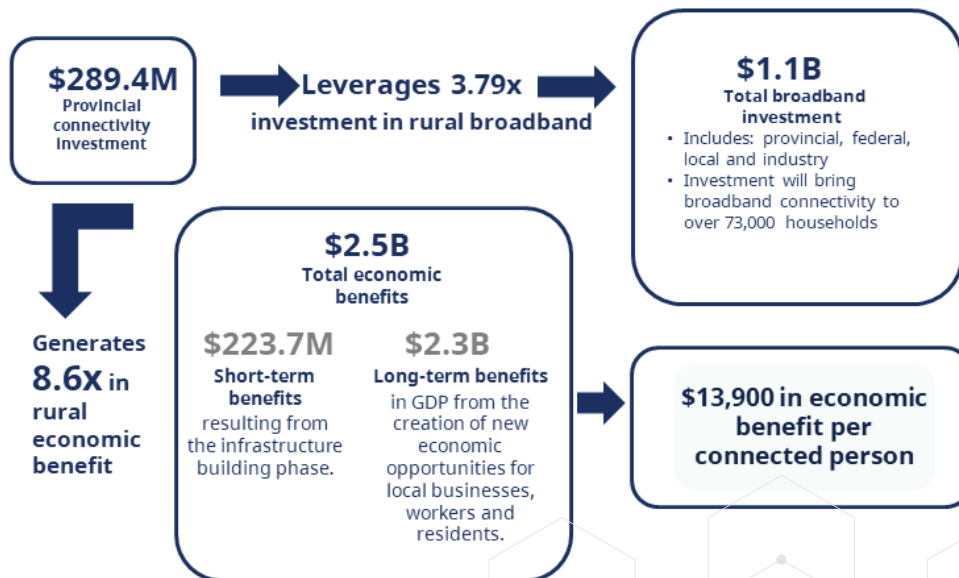 $289.4M
Provincial
connectivity
investment
Leverages 3.79x
investment in rural broadband
$1.1B
Total broadband
investment
• Includes: provincial, federal,
local and industry
• Investment will bring
broadband connectivity to
over 73,000 households
Generates
8.6x in
rural
economic
benefit
$2.5B
Total economic
benefits
$223.7M
Short-term
benefits
resulting from
the infrastructure
building phase.
$2.3B
Long-term benefits
in GDP from the
creation of new
economic
opportunities for
local businesses,
workers and
residents.
$13,900 in economic
benefit per
connected person